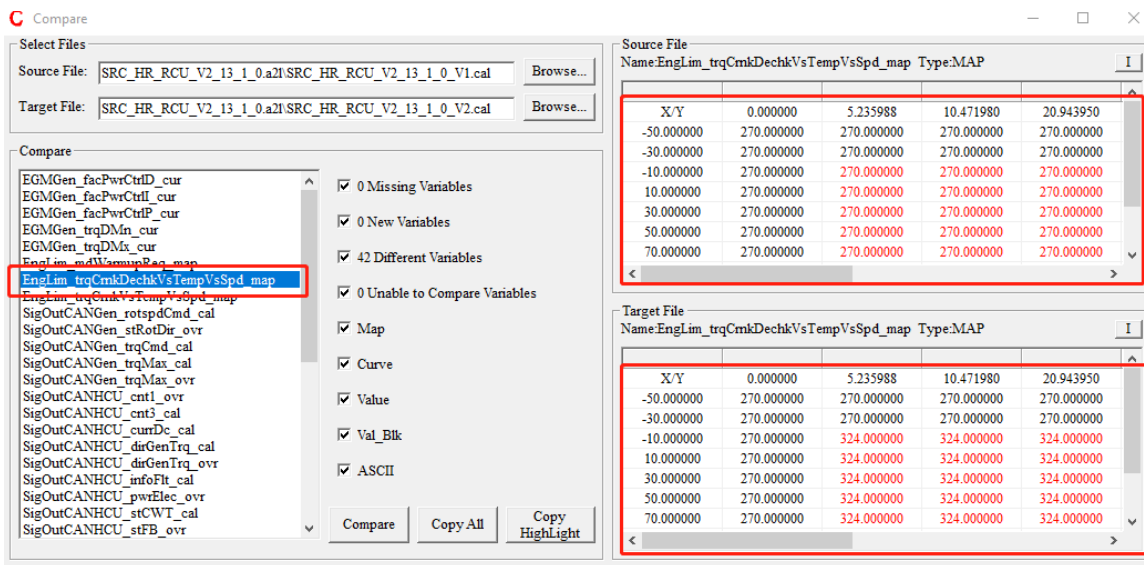 C Compare
Select Files
Source File: SRC_HR_RCU_V2_13_1_0.a2l\SRC_HR_RCU_V2_13_1_0_V1.cal Browse...
Target File: SRC_HR_RCU_V2_13_1_0.a2l\SRC_HR_RCU_V2_13_1_0_V2.cal Browse...
Compare
EGMGen_facPwrCtrlD_cur
EGMGen_facPwrCtrlI_cur
EGMGen_facPwrCtrlP_cur
EGMGen_trqDMn_cur
EGMGen_trqDMx_cur
EngLim_mdWarmupReq_map
EngLim_trqCrnkDechkVsTempVsSpd_map
EngLim_trqCrnkVsTempVsSpd_map
SigOutCANGen_rotspdCmd_cal
SigOutCANGen_stRotDir_ovr
SigOutCANGen_trqCmd_cal
SigOutCANGen_trqMax_cal
SigOutCANGen_trqMax_ovr
SigOutCANHCU_cnt1_ovr
SigOutCANHCU_cnt3_cal
SigOutCANHCU_currDc_cal
SigOutCANHCU_dirGenTrq_cal
SigOutCANHCU_dirGenTrq_ovr
SigOutCANHCU_infoFlt_cal
SigOutCANHCU_pwrElec_ovr
SigOutCANHCU_stCWT_cal
SigOutCANHCU_stFB_ovr
0 Missing Variables
0 New Variables
42 Different Variables
0 Unable to Compare Variables
Map
Curve
Value
Val_Blk
ASCII
Compare Copy All Copy
HighLight
Source File
Name:EngLim_trqCrnkDechkVsTempVsSpd_map Type:MAP I
X/Y 0.000000 5.235988 10.471980 20.943950
-50.000000 270.000000 270.000000 270.000000 270.000000
-30.000000 270.000000 270.000000 270.000000 270.000000
-10.000000 270.000000 270.000000 270.000000 270.000000
10.000000 270.000000 270.000000 270.000000 270.000000
30.000000 270.000000 270.000000 270.000000 270.000000
50.000000 270.000000 270.000000 270.000000 270.000000
70.000000 270.000000 270.000000 270.000000 270.000000
Target File
Name:EngLim_trqCrnkDechkVsTempVsSpd_map Type:MAP I
X/Y 0.000000 5.235988 10.471980 20.943950
-50.000000 270.000000 270.000000 270.000000 270.000000
-30.000000 270.000000 270.000000 270.000000 270.000000
-10.000000 270.000000 324.000000 324.000000 324.000000
10.000000 270.000000 324.000000 324.000000 324.000000
30.000000 270.000000 324.000000 324.000000 324.000000
50.000000 270.000000 324.000000 324.000000 324.000000
70.000000 270.000000 324.000000 324.000000 324.000000